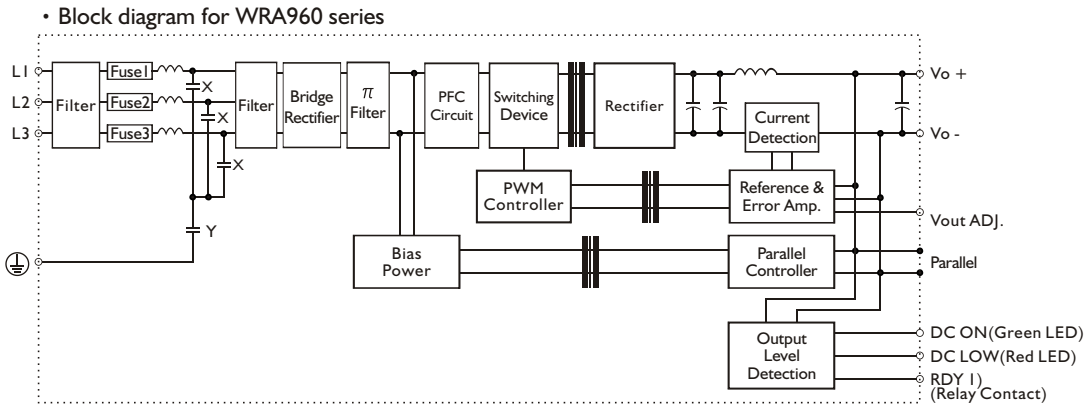 • Block diagram for WRA960 series
L1
L2
L3
Filter
Fuse1
Fuse2
Fuse3
X
X
X
Y
Filter
Bridge
Rectifier
π
Filter
PFC
Circuit
Switching
Device
Rectifier
Current
Detection
Vo +
Vo -
PWM
Controller
Reference &
Error Amp.
Vout ADJ.
Bias
Power
Parallel
Controller
Parallel
Output
Level
Detection
DC ON(Green LED)
DC LOW(Red LED)
RDY 1)
(Relay Contact)